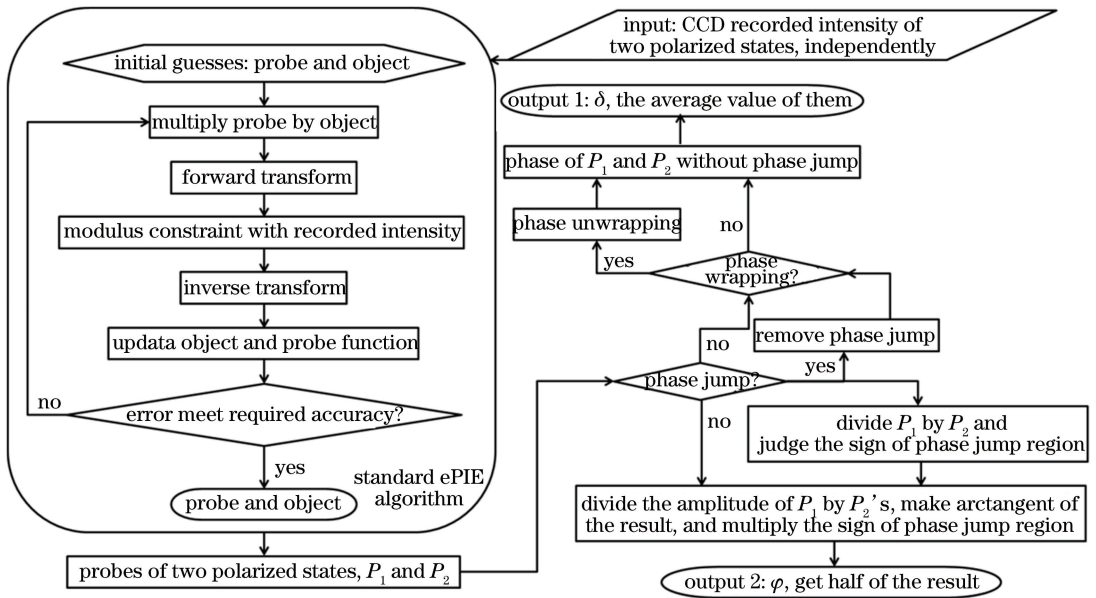 input: CCD recorded intensity of
two polarized states, independently
initial guesses: probe and object
multiply probe by object
forward transform
modulus constraint with recorded intensity
inverse transform
updata object and probe function
no
error meet required accuracy?
yes
standard ePIE
algorithm
probe and object
probes of two polarized states, P₁ and P₂
output 1: δ, the average value of them
phase of P₁ and P₂ without phase jump
phase unwrapping
no
yes
phase
wrapping?
remove phase jump
no
yes
phase jump?
no
divide P₁ by P₂ and
judge the sign of phase jump region
divide the amplitude of P₁ by P₂'s, make arctangent of
the result, and multiply the sign of phase jump region
output 2: φ, get half of the result